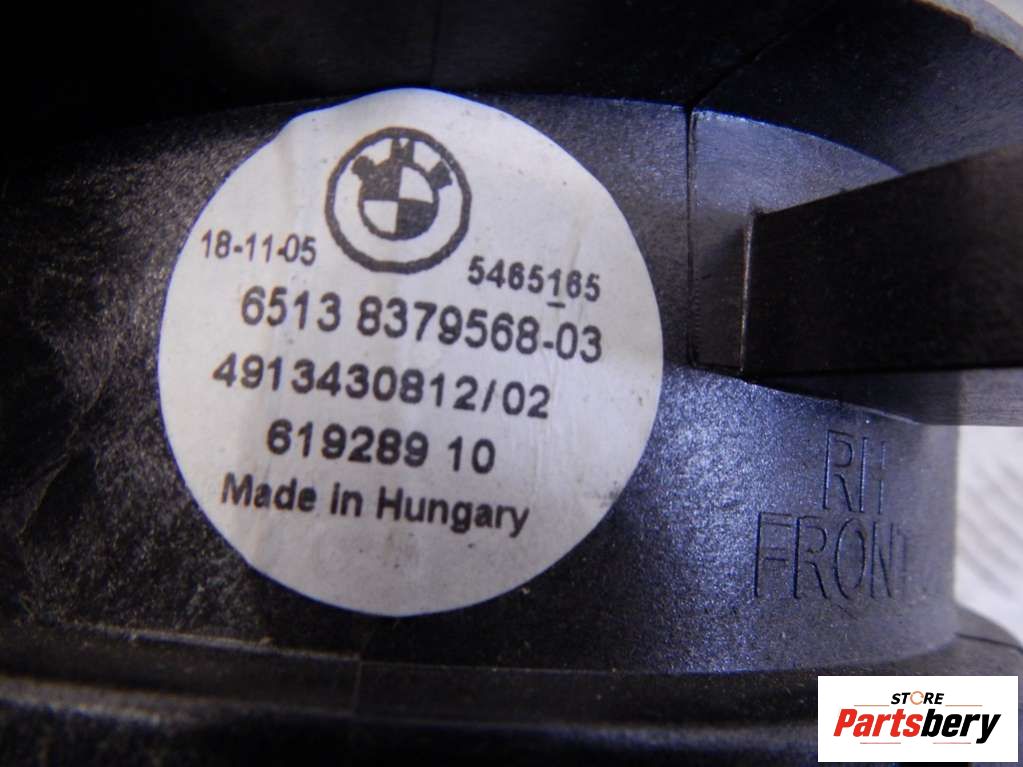 18-11-05
5465165
6513 8379568-03
4913430812/02
619289 10
Made in Hungary
RH
FRONT
STORE
Partsbery